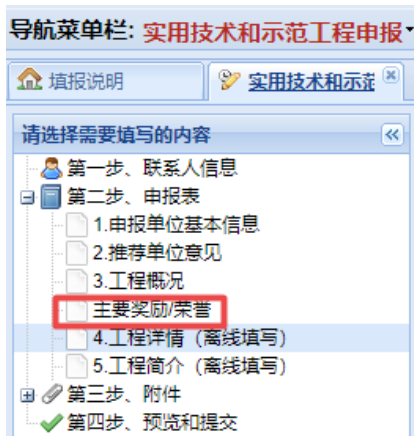 导航菜单栏: 实用技术和示范工程申报
填报说明 实用技术和示范
请选择需要填写的内容
第一步、联系人信息
第二步、申报表
1.申报单位基本信息
2.推荐单位意见
3.工程概况
主要奖励/荣誉
4.工程详情（离线填写）
5.工程简介（离线填写）
第三步、附件
第四步、预览和提交